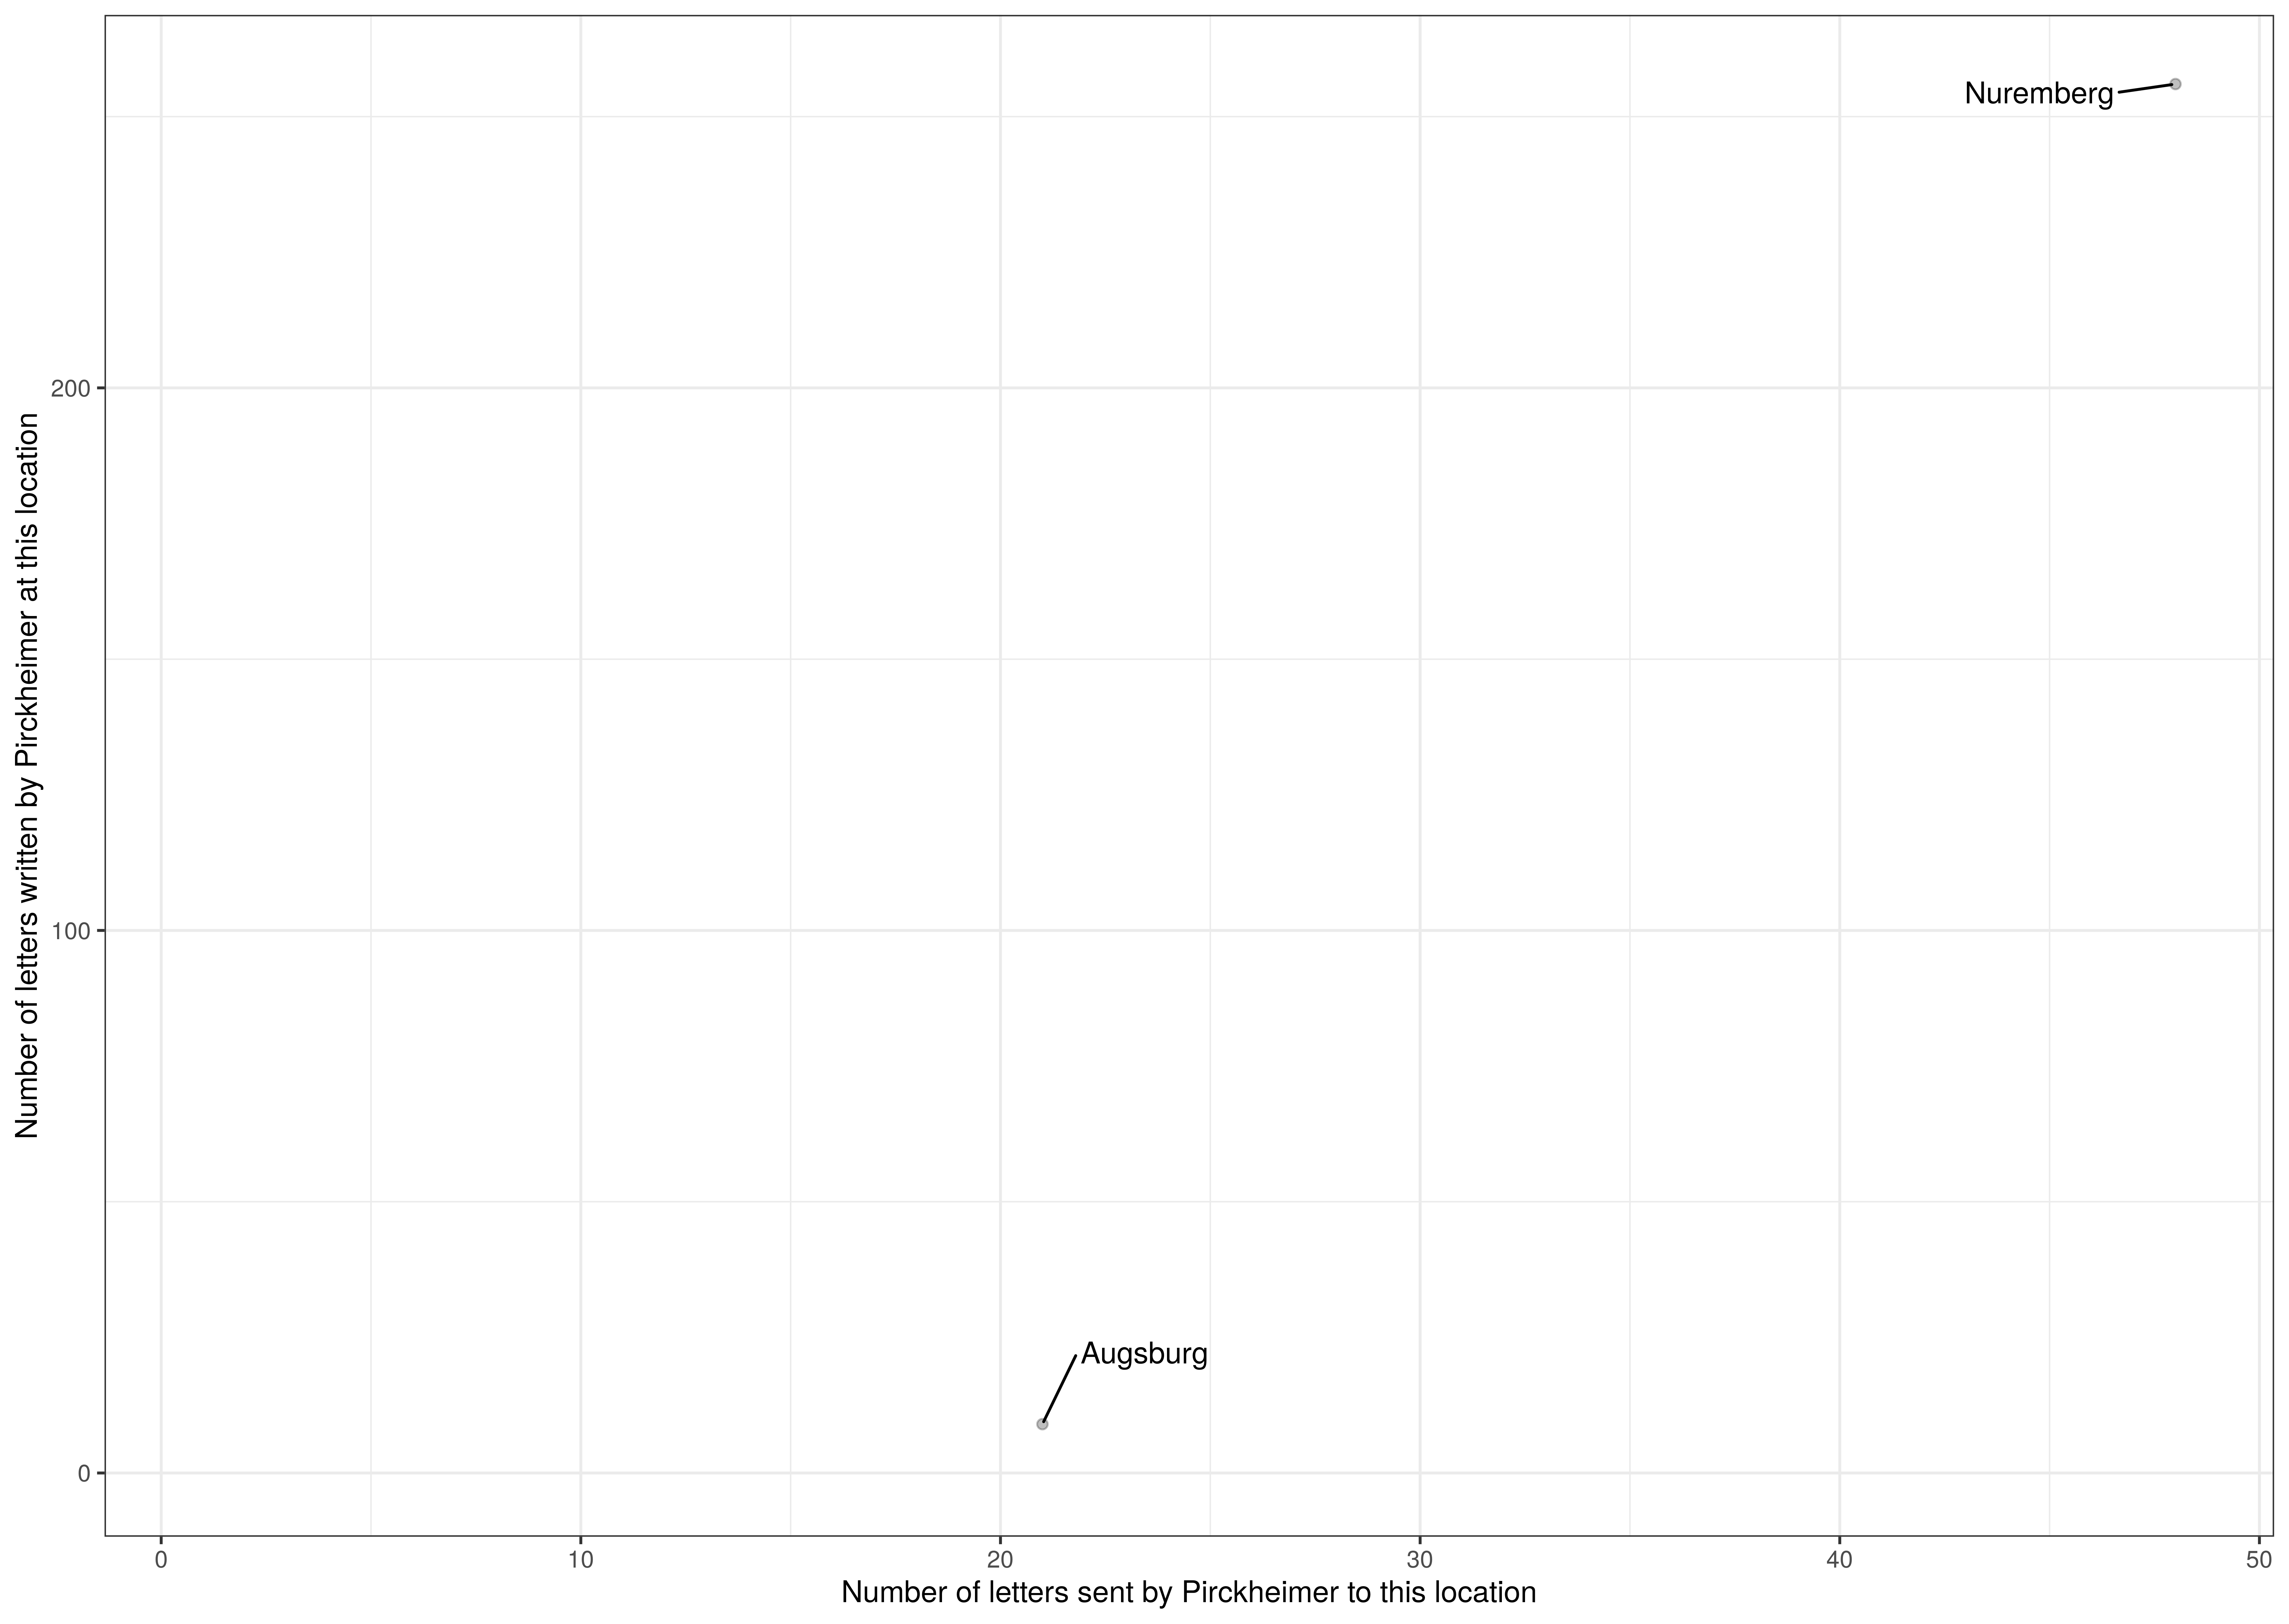 Nuremberg
200
100
0
Augsburg
0 10 20 30 40 50
Number of letters sent by Pirckheimer to this location
Number of letters written by Pirckheimer at this location